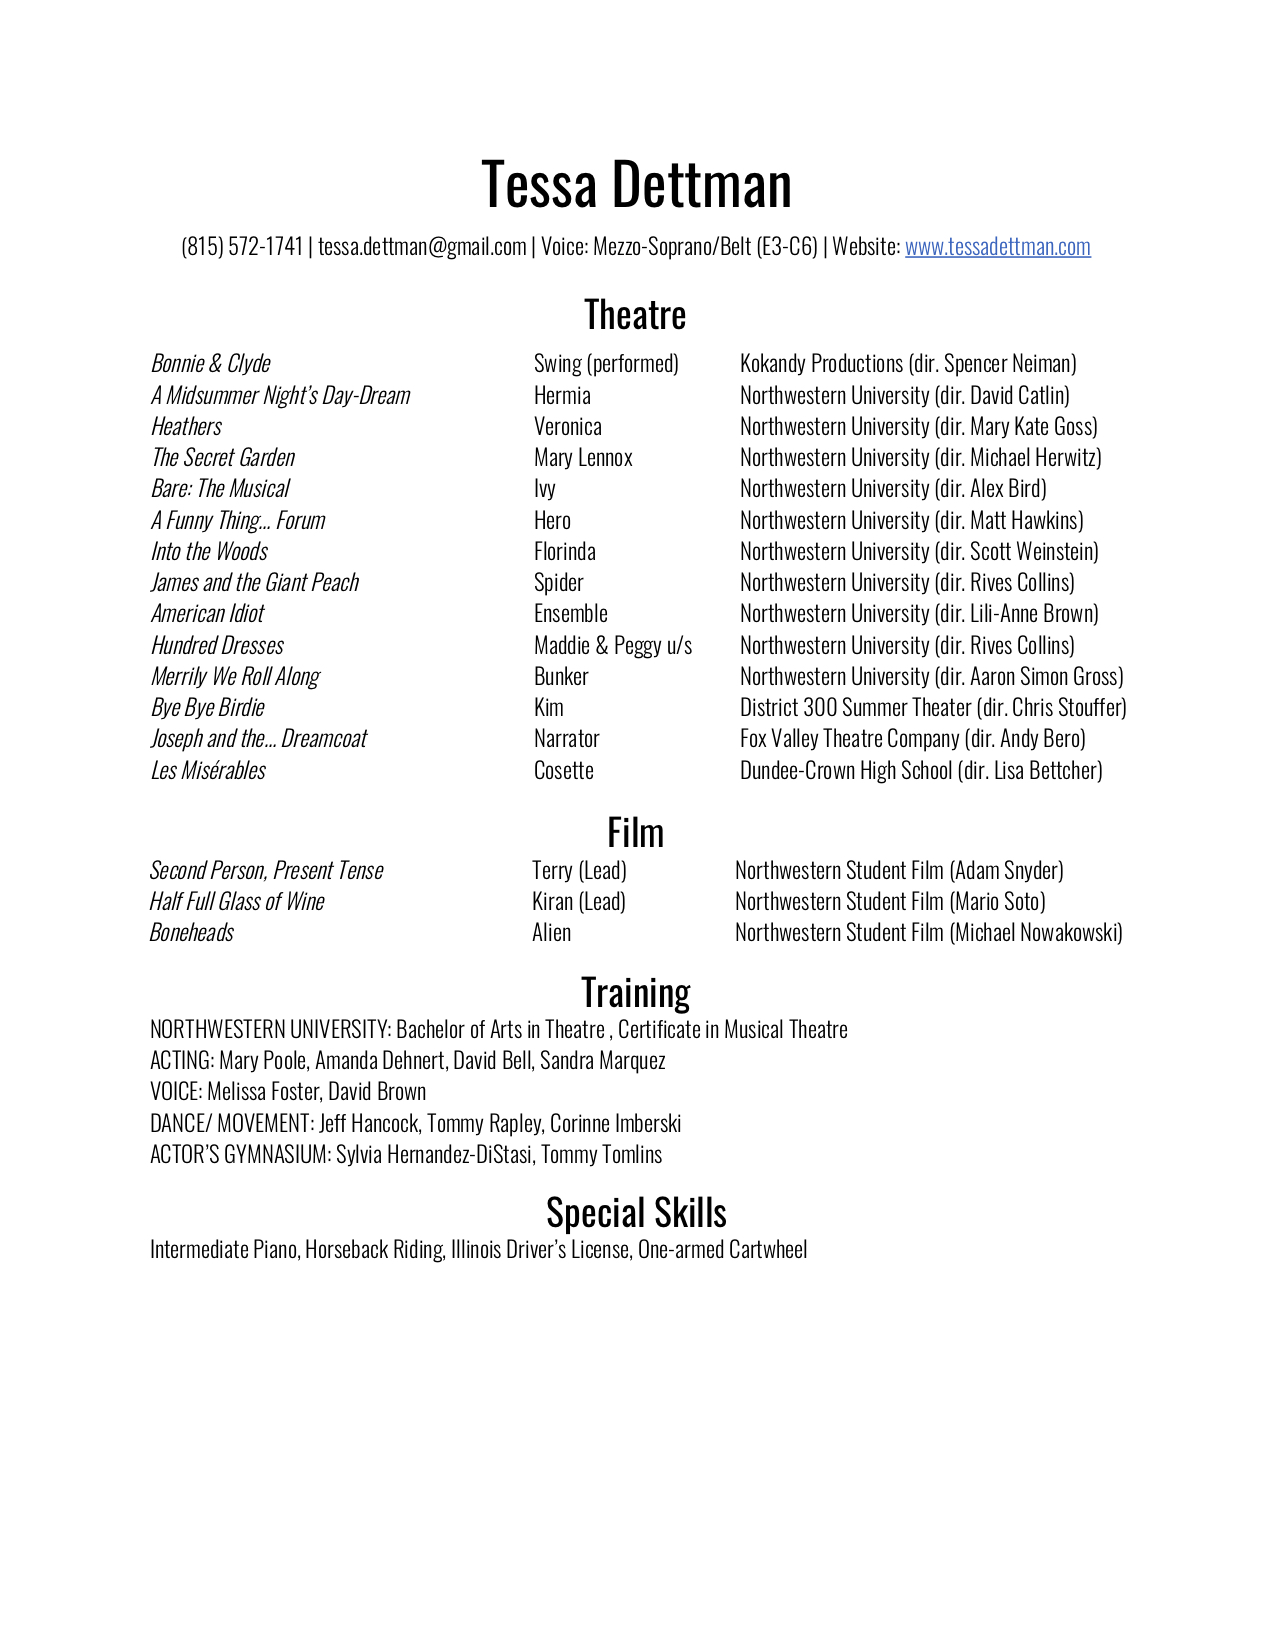 Tessa Dettman
(815) 572-1741 | tessa.dettman@gmail.com | Voice: Mezzo-Soprano/Belt (E3-C6) | Website: www.tessadettman.com
Theatre
Bonnie & Clyde Swing (performed) Kokandy Productions (dir. Spencer Neiman)
A Midsummer Night’s Day-Dream Hermia Northwestern University (dir. David Catlin)
Heathers Veronica Northwestern University (dir. Mary Kate Goss)
The Secret Garden Mary Lennox Northwestern University (dir. Michael Herwitz)
Bare: The Musical Ivy Northwestern University (dir. Alex Bird)
A Funny Thing... Forum Hero Northwestern University (dir. Matt Hawkins)
Into the Woods Florinda Northwestern University (dir. Scott Weinstein)
James and the Giant Peach Spider Northwestern University (dir. Rives Collins)
American Idiot Ensemble Northwestern University (dir. Lili-Anne Brown)
Hundred Dresses Maddie & Peggy u/s Northwestern University (dir. Rives Collins)
Merrily We Roll Along Bunker Northwestern University (dir. Aaron Simon Gross)
Bye Bye Birdie Kim District 300 Summer Theater (dir. Chris Stouffer)
Joseph and the... Dreamcoat Narrator Fox Valley Theatre Company (dir. Andy Bero)
Les Misérables Cosette Dundee-Crown High School (dir. Lisa Bettcher)
Film
Second Person, Present Tense Terry (Lead) Northwestern Student Film (Adam Snyder)
Half Full Glass of Wine Kiran (Lead) Northwestern Student Film (Mario Soto)
Boneheads Alien Northwestern Student Film (Michael Nowakowski)
Training
NORTHWESTERN UNIVERSITY: Bachelor of Arts in Theatre , Certificate in Musical Theatre
ACTING: Mary Poole, Amanda Dehnert, David Bell, Sandra Marquez
VOICE: Melissa Foster, David Brown
DANCE/ MOVEMENT: Jeff Hancock, Tommy Rapley, Corinne Imberski
ACTOR’S GYMNASIUM: Sylvia Hernandez-DiStasi, Tommy Tomlins
Special Skills
Intermediate Piano, Horseback Riding, Illinois Driver’s License, One-armed Cartwheel